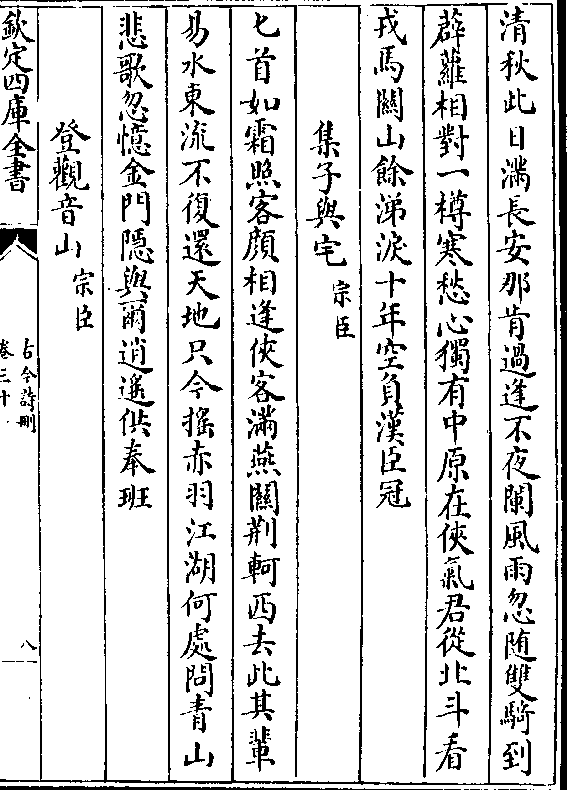 清秋此日滿長安那肯過逢不夜闌風雨忽随雙騎到
薜蘿相對一樽寒愁心獨有中原在俠氣君從北斗看
戎馬關山餘涕淚十年空負漢臣冠
集子與宅 宗臣
匕首如霜照客顔相逢俠客滿燕關荆軻西去此其輩
易水東流不復還天地只今搖赤羽江湖何處問青山
悲歌忽憶金門隱與爾逍遥供奉班
登觀音山 宗臣
欽定四庫全書
古今詩刪
卷三十
八